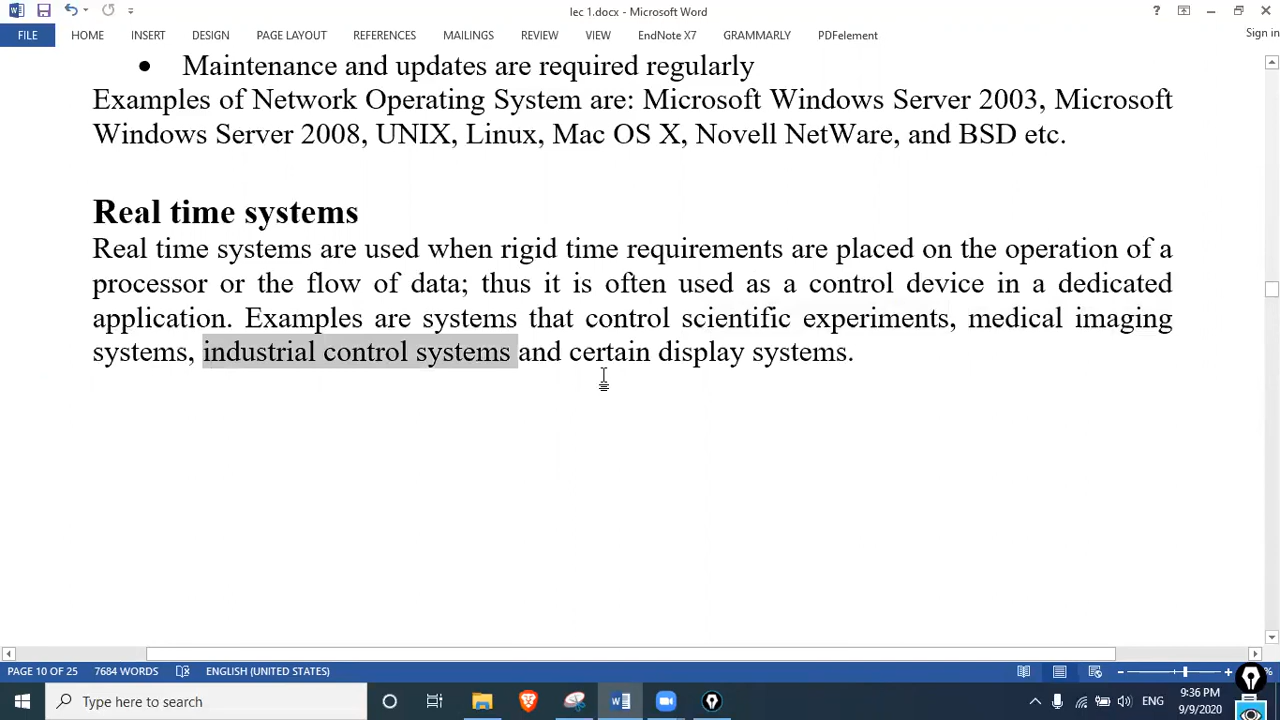 lec 1.docx - Microsoft Word
?
Sign in
FILE HOME INSERT DESIGN PAGE LAYOUT REFERENCES MAILINGS REVIEW VIEW EndNote X7 GRAMMARLY PDFelement
• Maintenance and updates are required regularly
Examples of Network Operating System are: Microsoft Windows Server 2003, Microsoft
Windows Server 2008, UNIX, Linux, Mac OS X, Novell NetWare, and BSD etc.
Real time systems
Real time systems are used when rigid time requirements are placed on the operation of a
processor or the flow of data; thus it is often used as a control device in a dedicated
application. Examples are systems that control scientific experiments, medical imaging
systems, industrial control systems and certain display systems.
PAGE 10 OF 25 7684 WORDS ENGLISH (UNITED STATES)
%
Type here to search
ENG
9:36 PM
9/9/2020